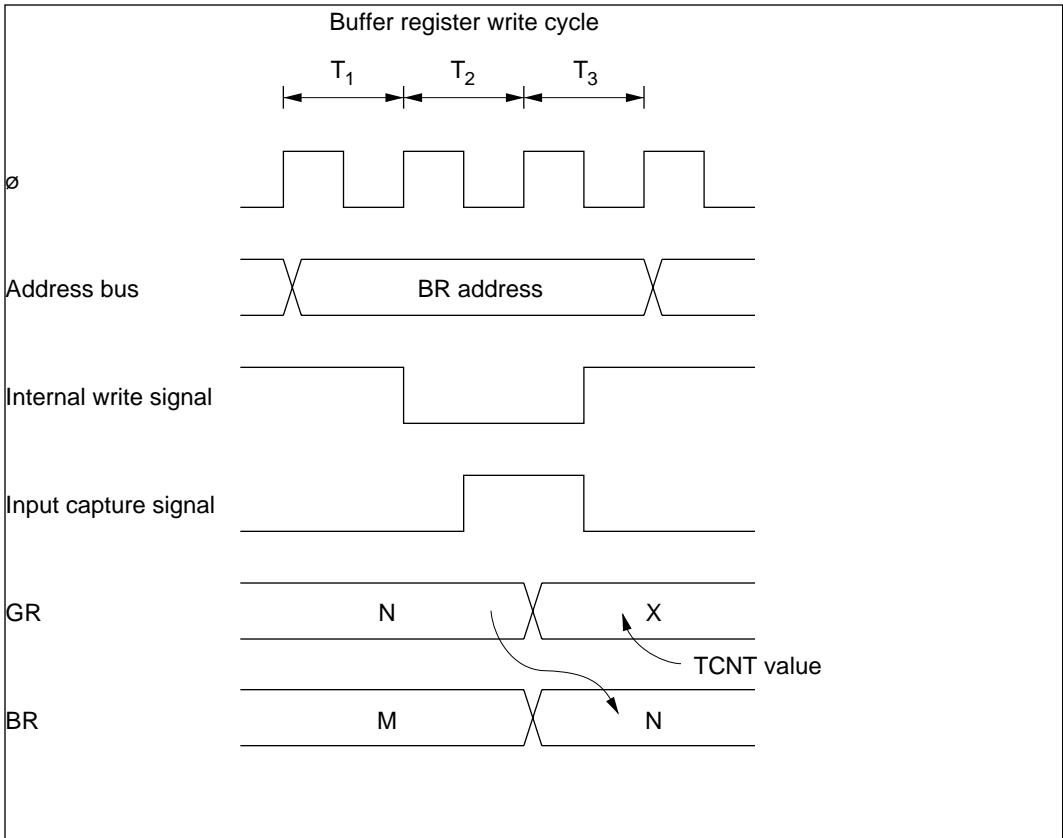 Buffer register write cycle
T1 T2 T3
ø
Address bus
BR address
Internal write signal
Input capture signal
GR
N X
TCNT value
BR
M N